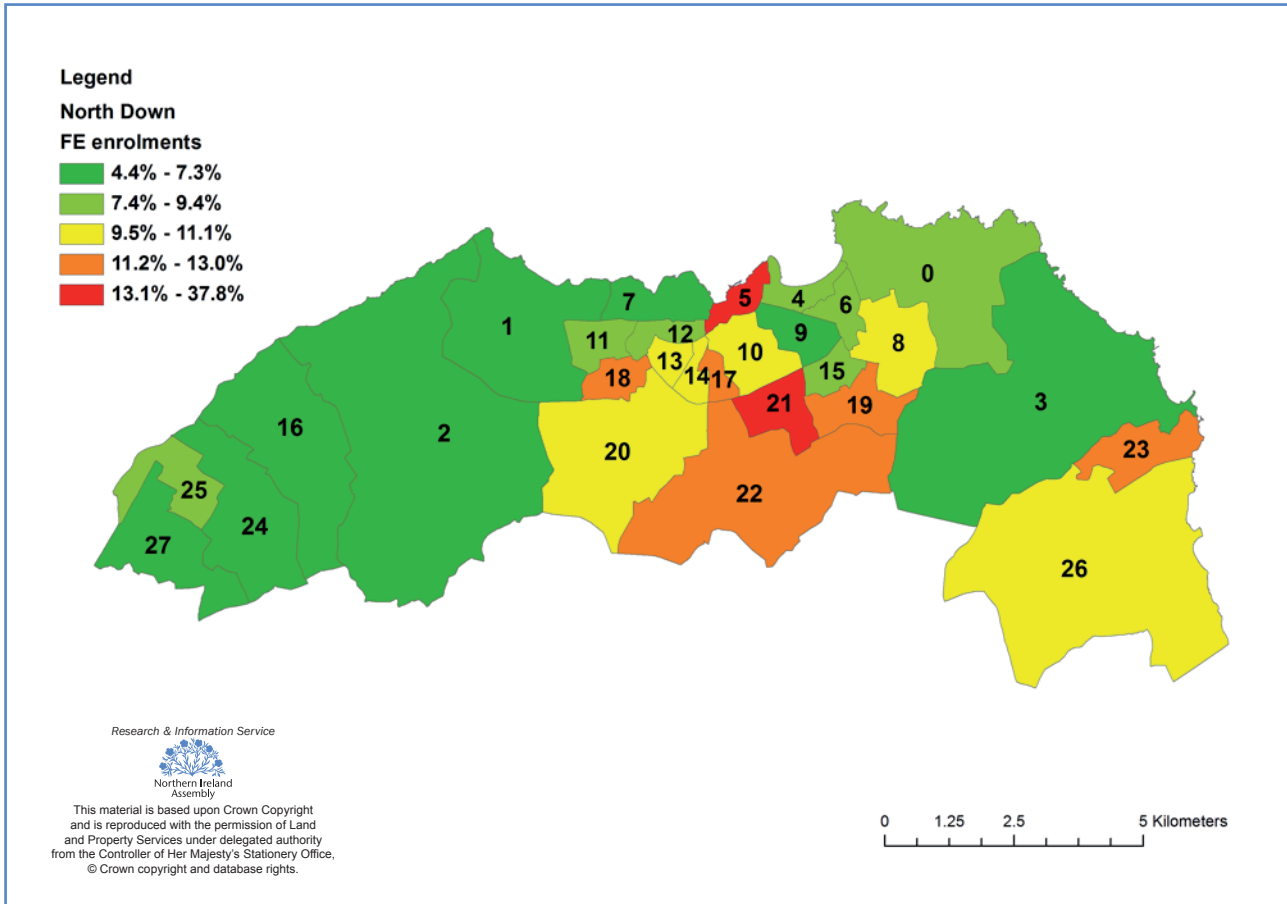 Legend
North Down
FE enrolments
4.4% - 7.3%
7.4% - 9.4%
9.5% - 11.1%
11.2% - 13.0%
13.1% - 37.8%
0
1
7
5
4
6
12
11
9
8
10
13
14
17
15
18
21
19
3
16
2
20
23
22
25
24
27
26
Research & Information Service
Northern Ireland
Assembly
This material is based upon Crown Copyright
and is reproduced with the permission of Land
and Property Services under delegated authority
from the Controller of Her Majesty's Stationery Office,
© Crown copyright and database rights.
0 1.25 2.5 5 Kilometers